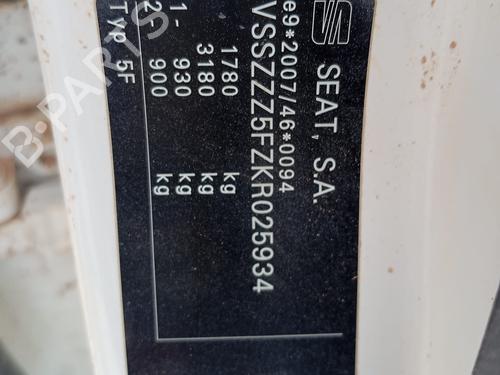 SEAT, S.A.
e9*2007/46*0094
VSSZZZ5FZKR025934
1780 kg
3180 kg
1- 930 kg
2- 900 kg
Typ 5F
B-PARTS